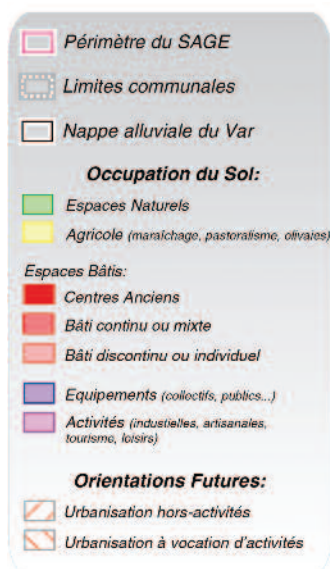 Périmètre du SAGE
Limites communales
Nappe alluviale du Var
Occupation du Sol:
Espaces Naturels
Agricole (maraîchage, pastoralisme, olivaies)
Espaces Bâtis:
Centres Anciens
Bâti continu ou mixte
Bâti discontinu ou individuel
Equipements (collectifs, publics...)
Activités (industielles, artisanales,
tourisme, loisirs)
Orientations Futures:
Urbanisation hors-activités
Urbanisation à vocation d'activités